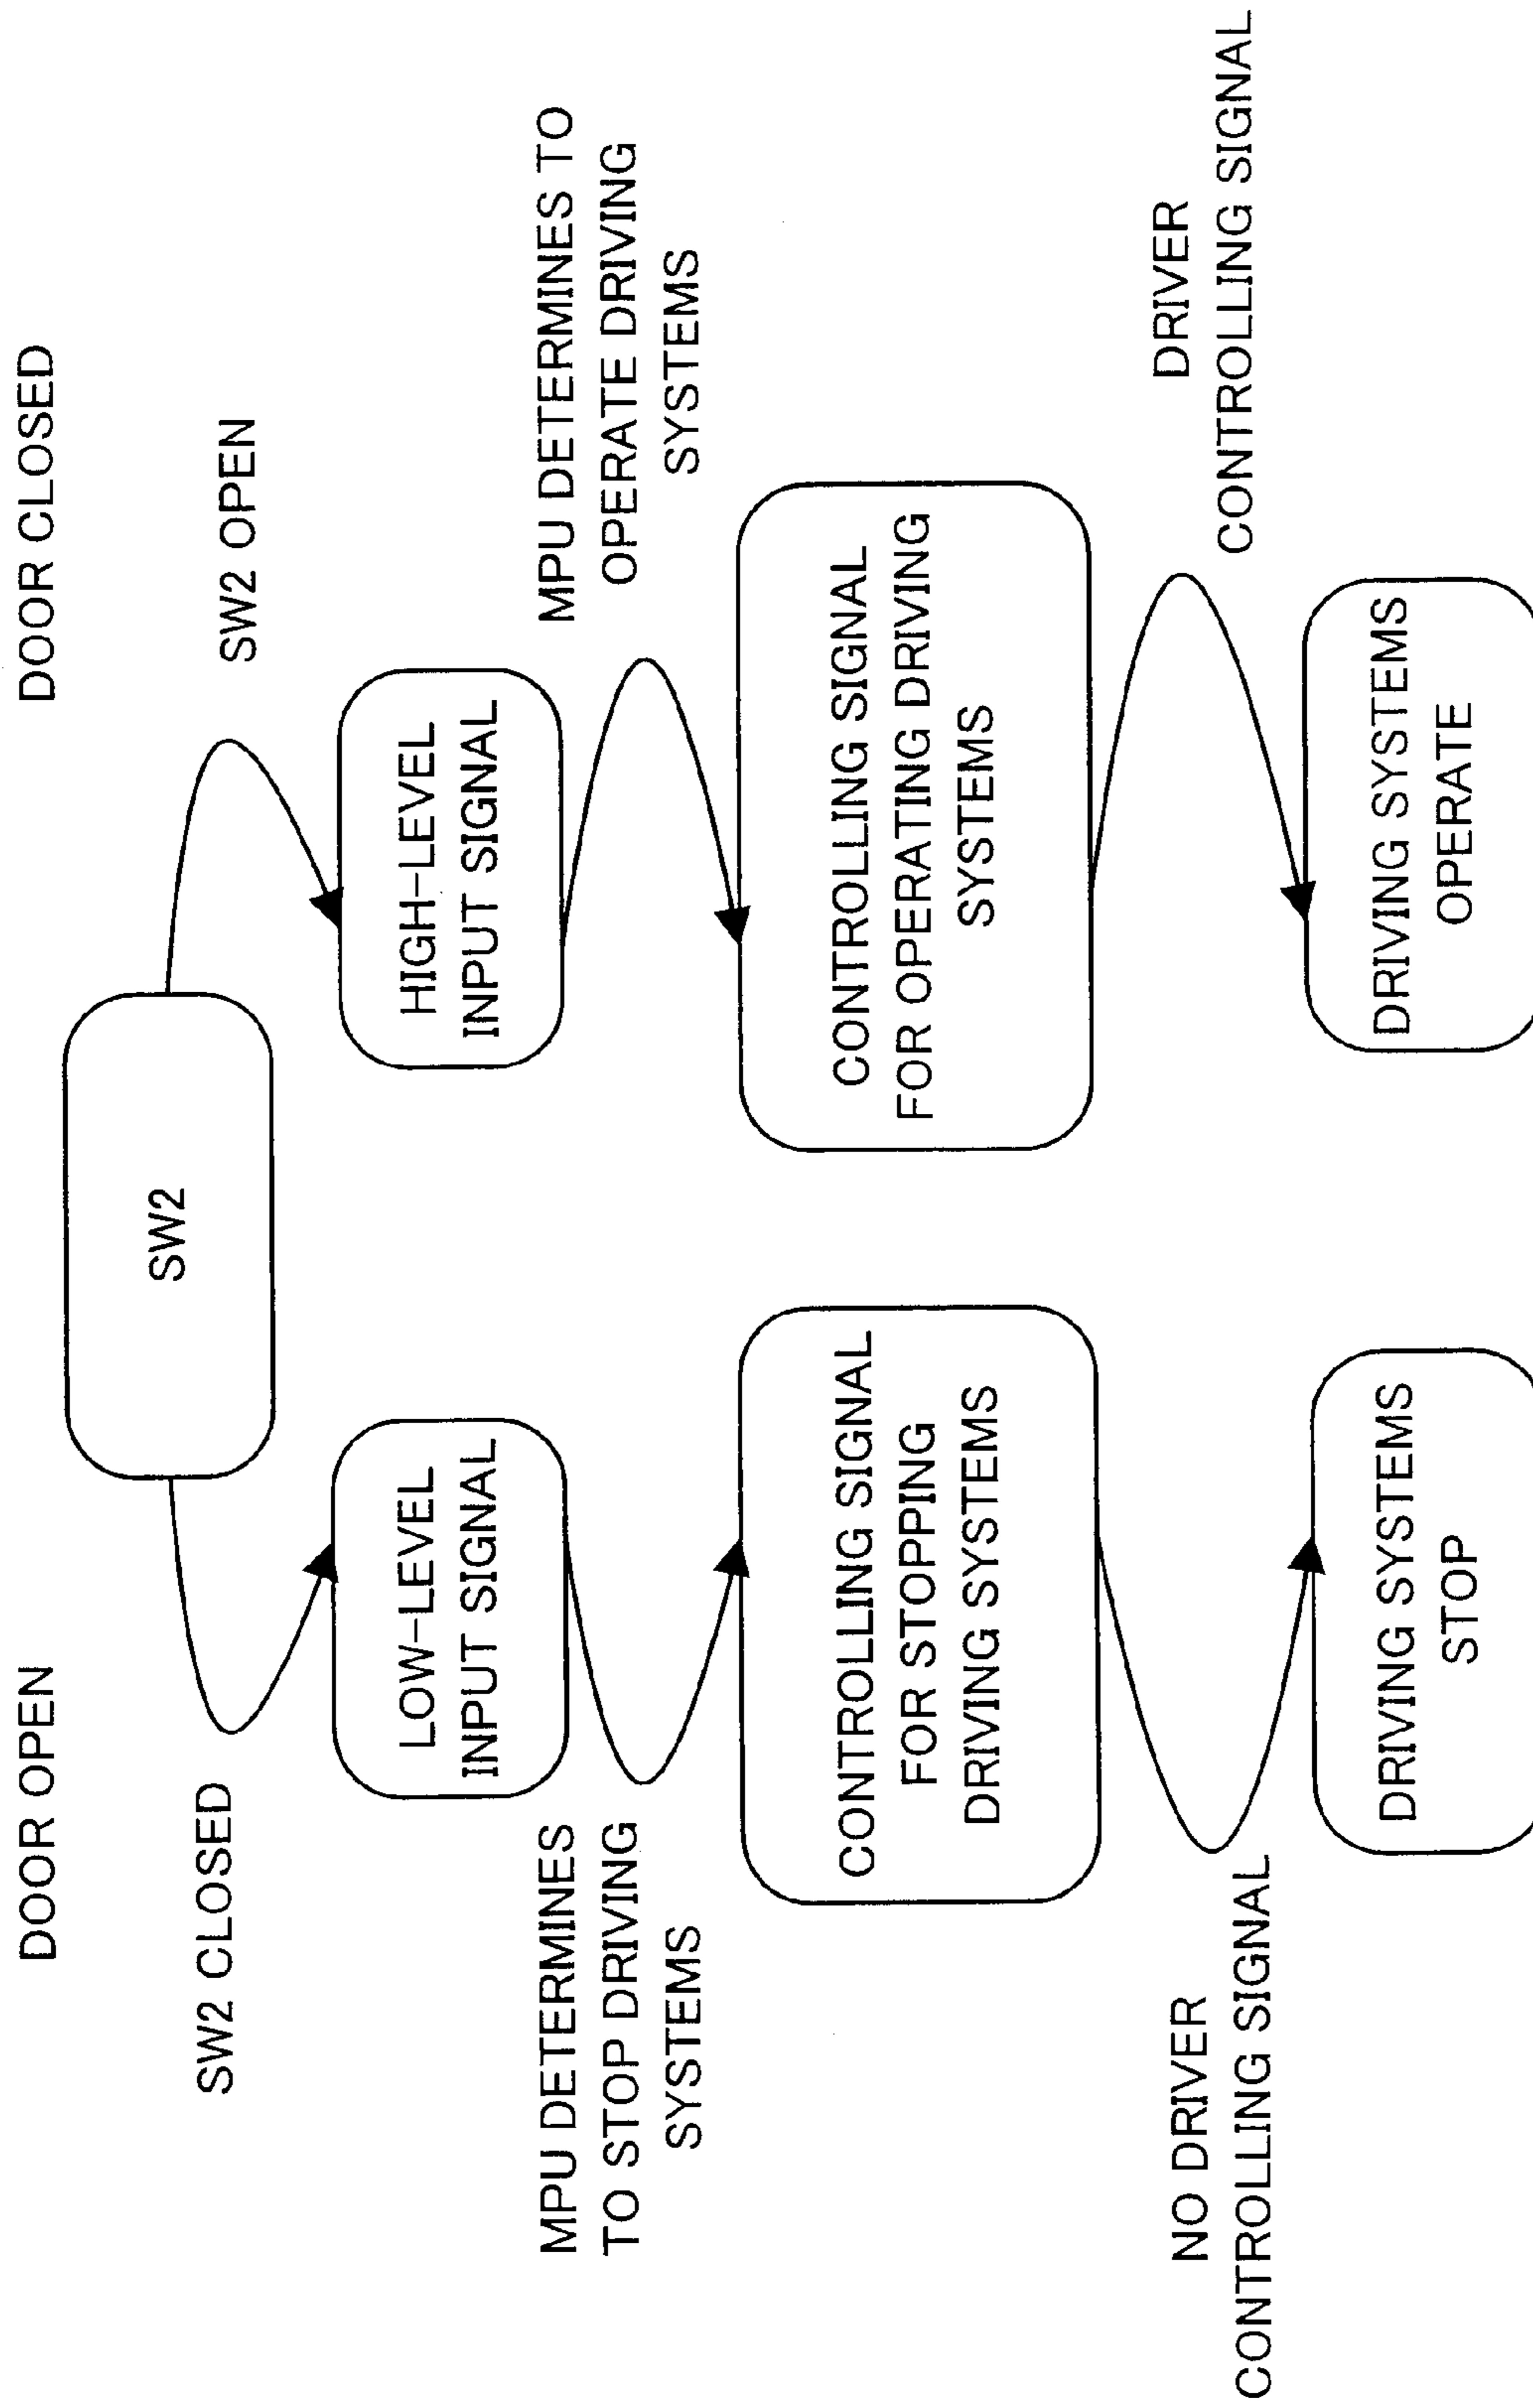 DOOR OPEN
DOOR CLOSED
SW2
SW2 CLOSED
SW2 OPEN
LOW-LEVEL
INPUT SIGNAL
HIGH-LEVEL
INPUT SIGNAL
MPU DETERMINES
TO STOP DRIVING
SYSTEMS
MPU DETERMINES TO
OPERATE DRIVING
SYSTEMS
CONTROLLING SIGNAL
FOR STOPPING
DRIVING SYSTEMS
CONTROLLING SIGNAL
FOR OPERATING DRIVING
SYSTEMS
NO DRIVER
CONTROLLING SIGNAL
DRIVER
CONTROLLING SIGNAL
DRIVING SYSTEMS
STOP
DRIVING SYSTEMS
OPERATE